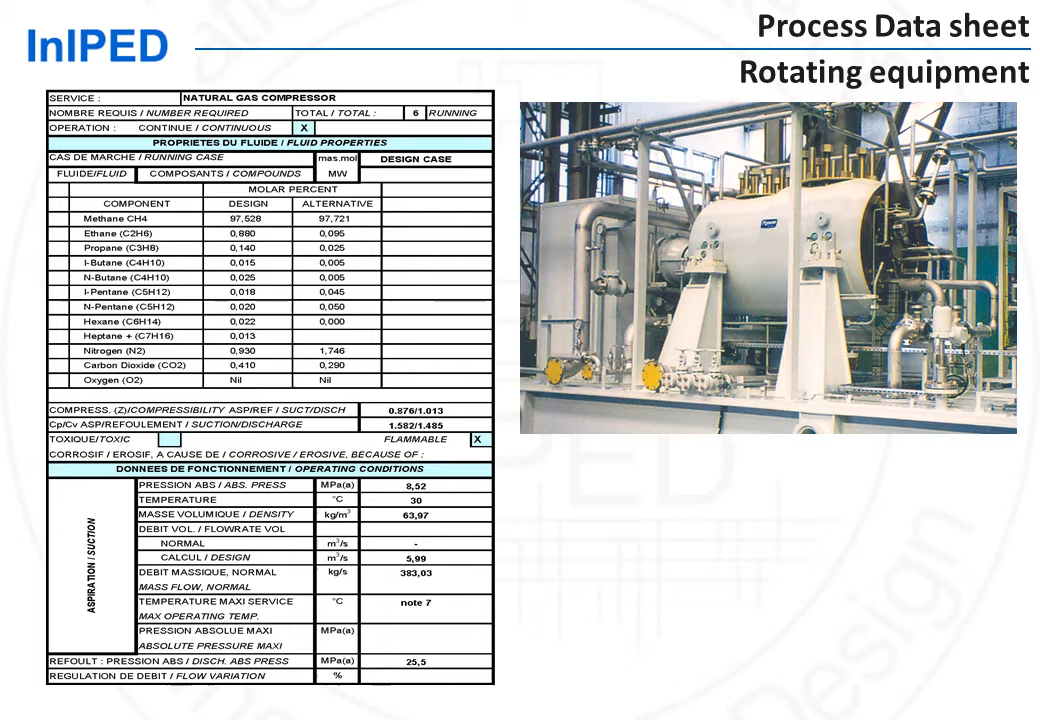 InIPED
Process Data sheet
Rotating equipment
SERVICE : NATURAL GAS COMPRESSOR
NOMBRE REQUIS / NUMBER REQUIRED TOTAL / TOTAL : 6 RUNNING
OPERATION : CONTINUE / CONTINUOUS X
PROPRIETES DU FLUIDE / FLUID PROPERTIES
CAS DE MARCHE / RUNNING CASE mas.mol DESIGN CASE
FLUIDE/FLUID COMPOSANTS / COMPOUNDS MW
MOLAR PERCENT
COMPONENT DESIGN ALTERNATIVE
Methane CH4 97,528 97,721
Ethane (C2H6) 0,880 0,095
Propane (C3H8) 0,140 0,025
I-Butane (C4H10) 0,015 0,005
N-Butane (C4H10) 0,025 0,005
I-Pentane (C5H12) 0,018 0,045
N-Pentane (C5H12) 0,020 0,050
Hexane (C6H14) 0,022 0,000
Heptane + (C7H16) 0,013
Nitrogen (N2) 0,930 1,746
Carbon Dioxide (CO2) 0,410 0,290
Oxygen (O2) Nil Nil
COMPRESS. (Z)/COMPRESSIBILITY ASP/REF / SUCT/DISCH 0.876/1.013
Cp/Cv ASP/REFOULEMENT / SUCTION/DISCHARGE 1.582/1.485
TOXIQUE/TOXIC FLAMMABLE X
CORROSIF / EROSIF, A CAUSE DE / CORROSIVE / EROSIVE, BECAUSE OF :
DONNEES DE FONCTIONNEMENT / OPERATING CONDITIONS
ASPIRATION / SUCTION
PRESSION ABS / ABS. PRESS MPa(a) 8,52
TEMPERATURE °C 30
MASSE VOLUMIQUE / DENSITY kg/m³ 63,97
DEBIT VOL. / FLOWRATE VOL
NORMAL m³/s -
CALCUL / DESIGN m³/s 5,99
DEBIT MASSIQUE, NORMAL kg/s 383,03
MASS FLOW, NORMAL
TEMPERATURE MAXI SERVICE °C note 7
MAX OPERATING TEMP.
PRESSION ABSOLUE MAXI MPa(a)
ABSOLUTE PRESSURE MAXI
REFOULT : PRESSION ABS / DISCH. ABS PRESS MPa(a) 25,5
REGULATION DE DEBIT / FLOW VARIATION %